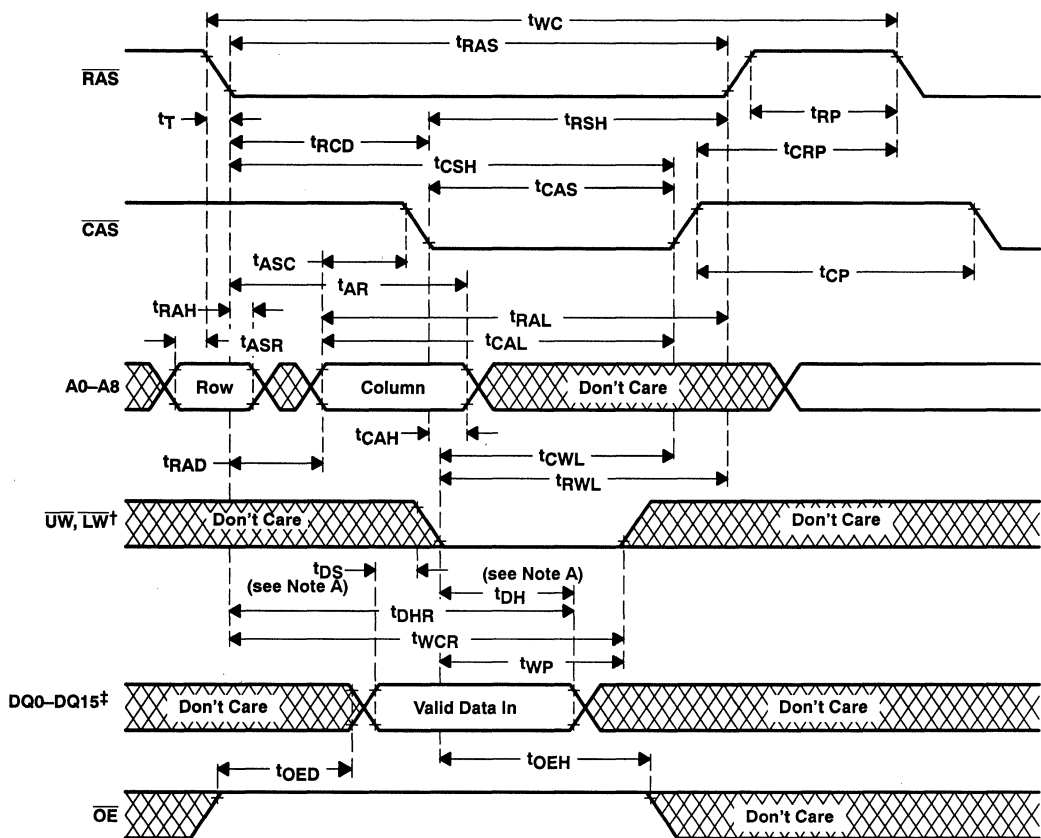 tWC
tRAS
RAS
tT
tRP
tRSH
tRCD
tCRP
tCSH
tCAS
CAS
tASC
tCP
tAR
tRAH
tRAL
tASR
tCAL
A0–A8
Row
Column
Don't Care
tCAH
tCWL
tRAD
tRWL
UW, LW†
Don't Care
Don't Care
tDS
(see Note A)
(see Note A)
tDH
tDHR
tWCR
tWP
DQ0–DQ15‡
Don't Care
Valid Data In
Don't Care
tOED
tOEH
OE
Don't Care